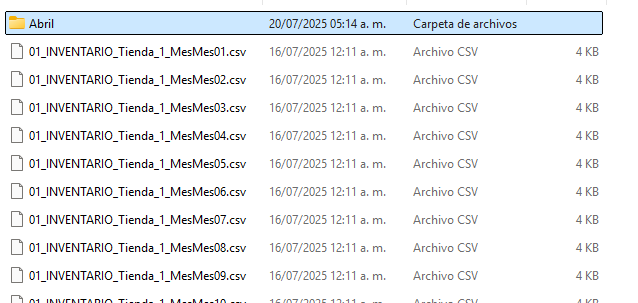 Abril 20/07/2025 05:14 a. m. Carpeta de archivos
01_INVENTARIO_Tienda_1_MesMes01.csv 16/07/2025 12:11 a. m. Archivo CSV 4 KB
01_INVENTARIO_Tienda_1_MesMes02.csv 16/07/2025 12:11 a. m. Archivo CSV 4 KB
01_INVENTARIO_Tienda_1_MesMes03.csv 16/07/2025 12:11 a. m. Archivo CSV 4 KB
01_INVENTARIO_Tienda_1_MesMes04.csv 16/07/2025 12:11 a. m. Archivo CSV 4 KB
01_INVENTARIO_Tienda_1_MesMes05.csv 16/07/2025 12:11 a. m. Archivo CSV 4 KB
01_INVENTARIO_Tienda_1_MesMes06.csv 16/07/2025 12:11 a. m. Archivo CSV 4 KB
01_INVENTARIO_Tienda_1_MesMes07.csv 16/07/2025 12:11 a. m. Archivo CSV 4 KB
01_INVENTARIO_Tienda_1_MesMes08.csv 16/07/2025 12:11 a. m. Archivo CSV 4 KB
01_INVENTARIO_Tienda_1_MesMes09.csv 16/07/2025 12:11 a. m. Archivo CSV 4 KB
01_INVENTARIO_Tienda_1_MesMes10.csv 16/07/2025 12:11 a. m. Archivo CSV 4 KB